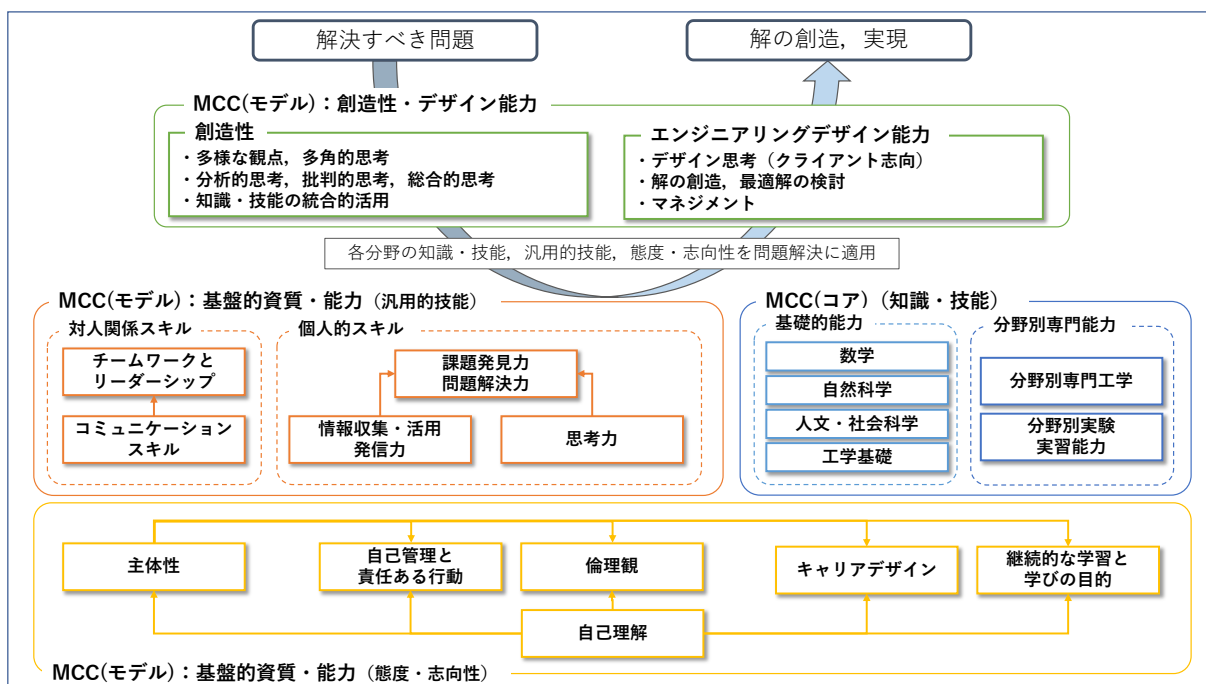 解決すべき問題
解の創造，実現
MCC(モデル)：創造性・デザイン能力
創造性
・多様な観点，多角的思考
・分析的思考，批判的思考，総合的思考
・知識・技能の統合的活用
エンジニアリングデザイン能力
・デザイン思考（クライアント志向）
・解の創造，最適解の検討
・マネジメント
各分野の知識・技能，汎用的技能，態度・志向性を問題解決に適用
MCC(モデル)：基盤的資質・能力（汎用的技能）
対人関係スキル
チームワークと
リーダーシップ
コミュニケーション
スキル
個人的スキル
課題発見力
問題解決力
情報収集・活用
発信力
思考力
MCC(コア)（知識・技能）
基礎的能力
数学
自然科学
人文・社会科学
工学基礎
分野別専門能力
分野別専門工学
分野別実験
実習能力
主体性
自己管理と
責任ある行動
倫理観
キャリアデザイン
継続的な学習と
学びの目的
自己理解
MCC(モデル)：基盤的資質・能力（態度・志向性）